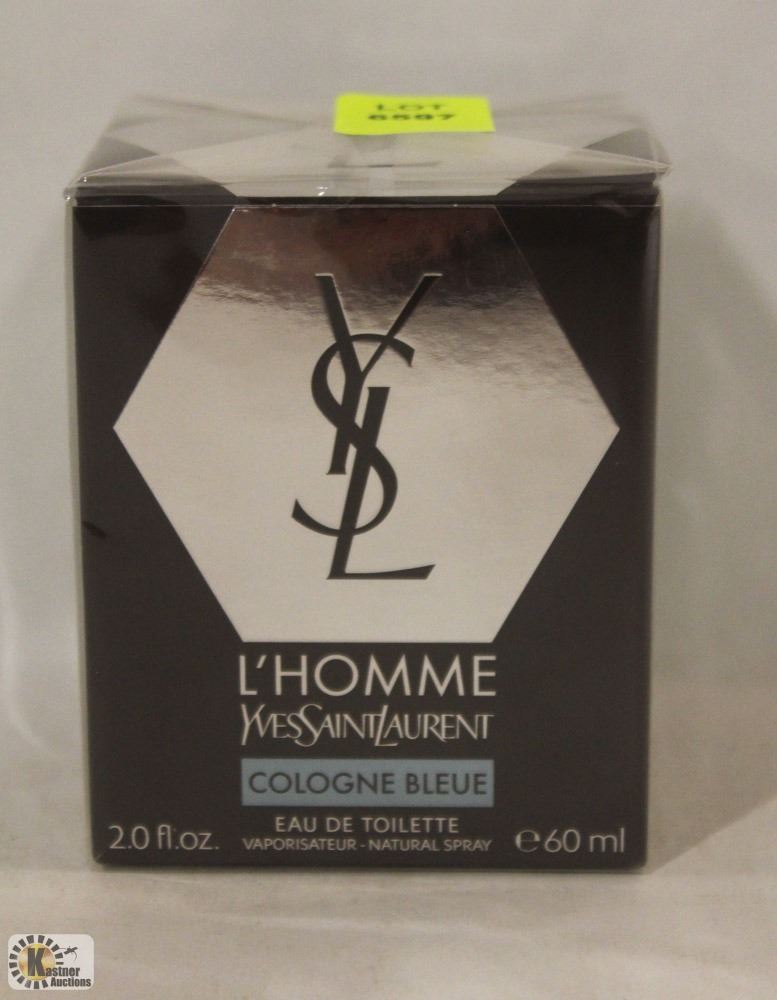 LOT
6597
YSL
L'HOMME
YVESSAINTLAURENT
COLOGNE BLEUE
EAU DE TOILETTE
2.0 fl.oz. VAPORISATEUR - NATURAL SPRAY ℮60 ml
Kastner
Auctions